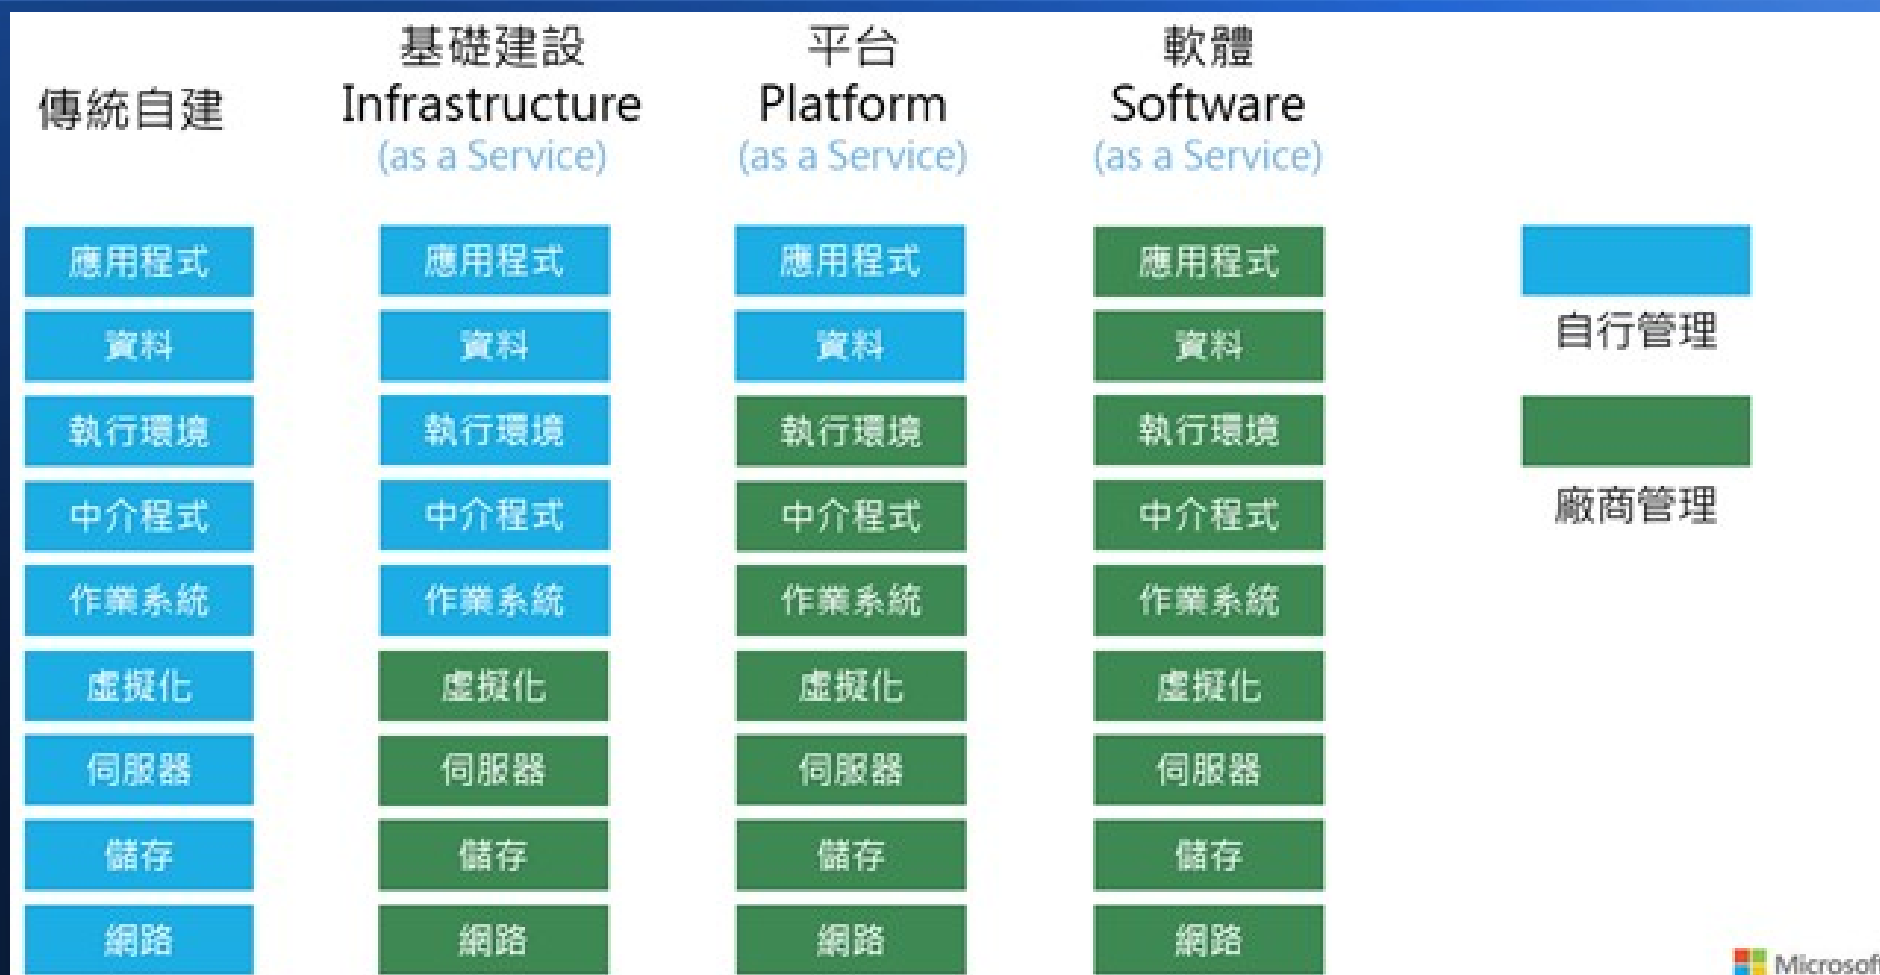 傳統自建
基礎建設
Infrastructure
(as a Service)
平台
Platform
(as a Service)
軟體
Software
(as a Service)
應用程式
資料
執行環境
中介程式
作業系統
虛擬化
伺服器
儲存
網路
應用程式
資料
執行環境
中介程式
作業系統
虛擬化
伺服器
儲存
網路
應用程式
資料
執行環境
中介程式
作業系統
虛擬化
伺服器
儲存
網路
應用程式
資料
執行環境
中介程式
作業系統
虛擬化
伺服器
儲存
網路
自行管理
廠商管理
Microsoft